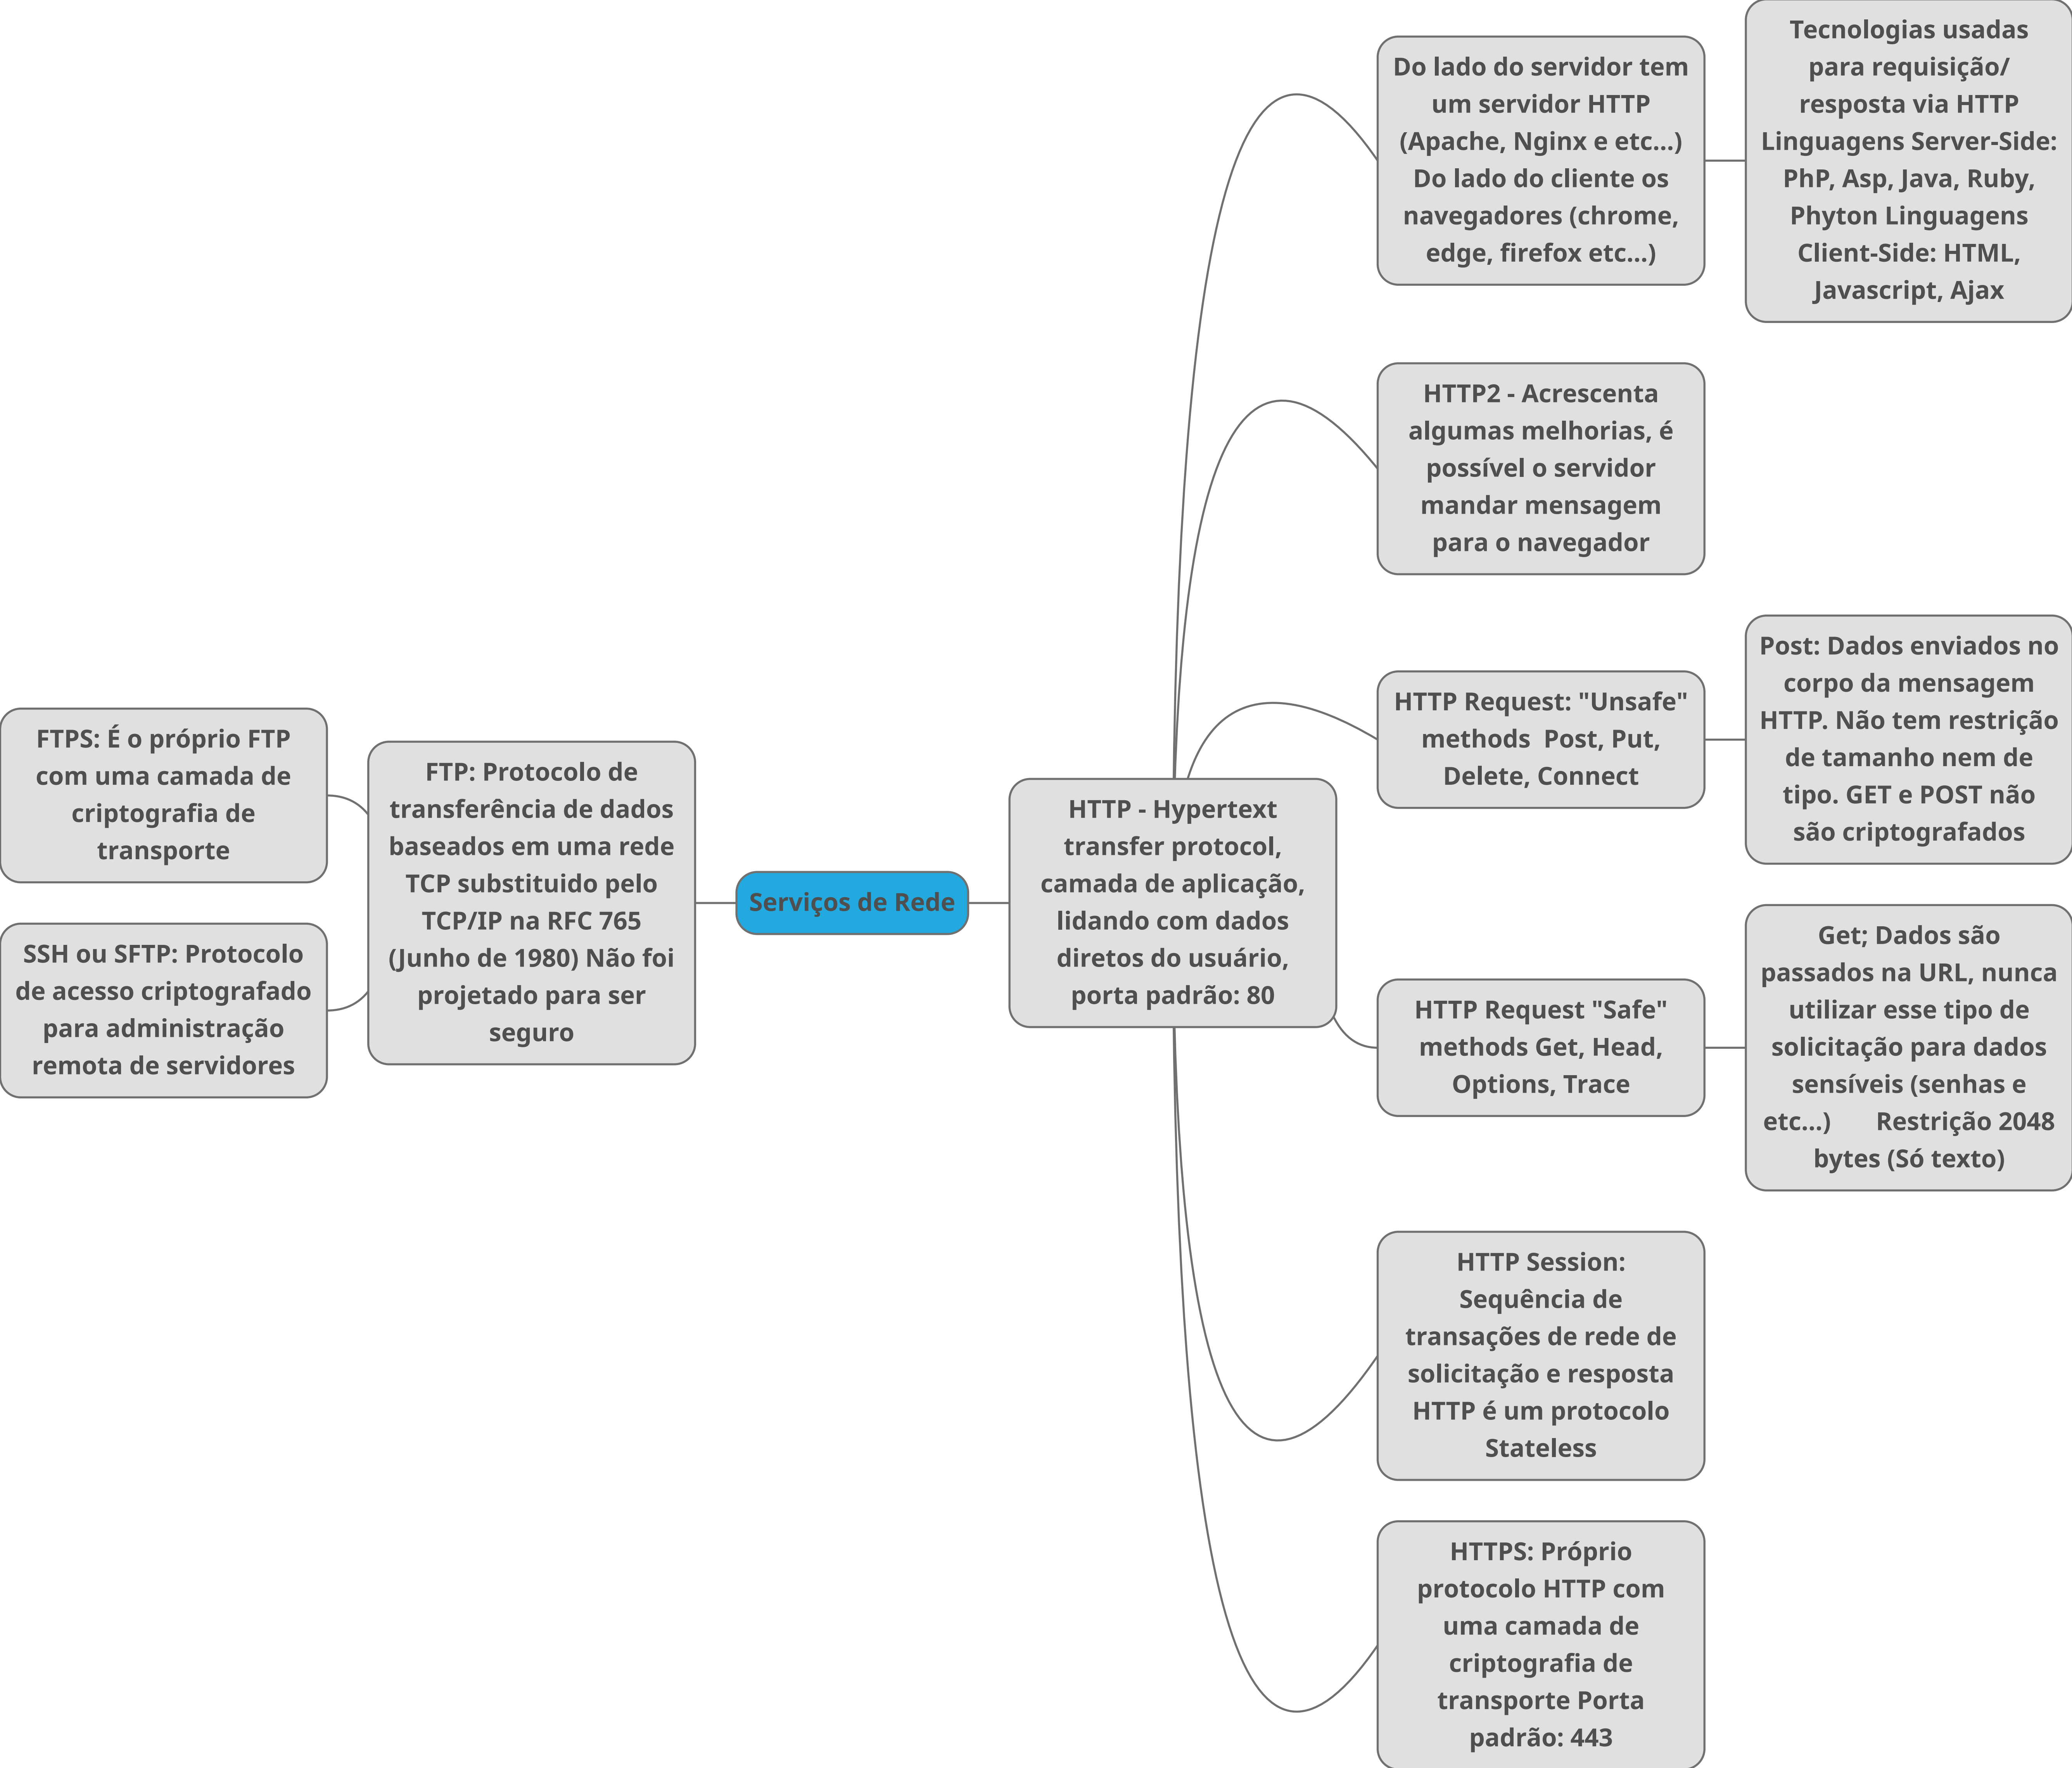 Tecnologias usadas
para requisição/
resposta via HTTP
Linguagens Server-Side:
PhP, Asp, Java, Ruby,
Phyton Linguagens
Client-Side: HTML,
Javascript, Ajax
Do lado do servidor tem
um servidor HTTP
(Apache, Nginx e etc...)
Do lado do cliente os
navegadores (chrome,
edge, firefox etc...)
HTTP2 - Acrescenta
algumas melhorias, é
possível o servidor
mandar mensagem
para o navegador
Post: Dados enviados no
corpo da mensagem
HTTP. Não tem restrição
de tamanho nem de
tipo. GET e POST não
são criptografados
HTTP Request: "Unsafe"
methods  Post, Put,
Delete, Connect
FTPS: É o próprio FTP
com uma camada de
criptografia de
transporte
FTP: Protocolo de
transferência de dados
baseados em uma rede
TCP substituido pelo
TCP/IP na RFC 765
(Junho de 1980) Não foi
projetado para ser
seguro
HTTP - Hypertext
transfer protocol,
camada de aplicação,
lidando com dados
diretos do usuário,
porta padrão: 80
Serviços de Rede
SSH ou SFTP: Protocolo
de acesso criptografado
para administração
remota de servidores
Get; Dados são
passados na URL, nunca
utilizar esse tipo de
solicitação para dados
sensíveis (senhas e
etc...)       Restrição 2048
bytes (Só texto)
HTTP Request "Safe"
methods Get, Head,
Options, Trace
HTTP Session:
Sequência de
transações de rede de
solicitação e resposta
HTTP é um protocolo
Stateless
HTTPS: Próprio
protocolo HTTP com
uma camada de
criptografia de
transporte Porta
padrão: 443